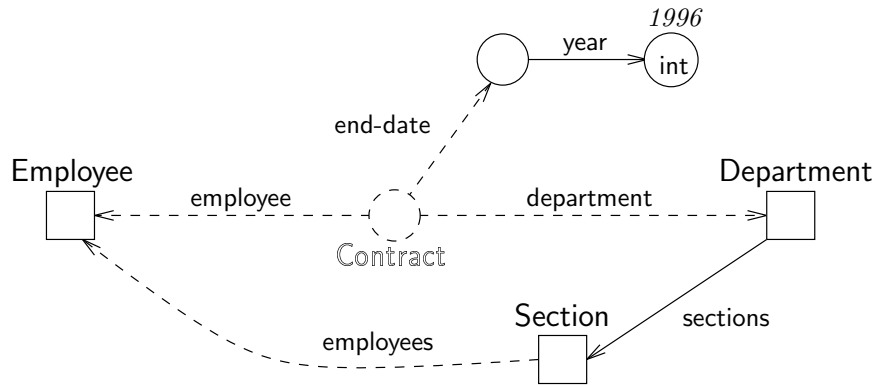 1996
year
int
end-date
Employee
Department
employee
department
Contract
Section
sections
employees